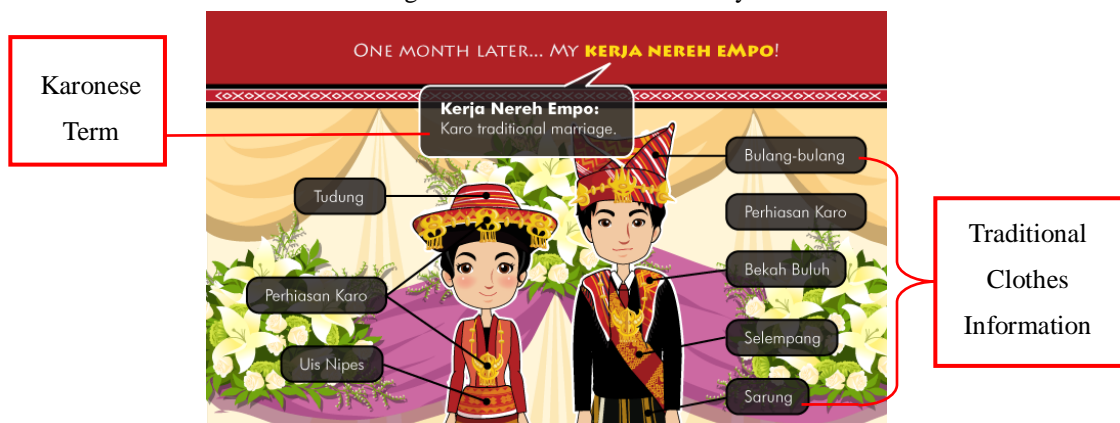 ONE MONTH LATER... MY KERJA NEREH EMPO!
Karonese
Term
Kerja Nereh Empo:
Karo traditional marriage.
Tudung
Perhiasan Karo
Uis Nipes
Bulang-bulang
Perhiasan Karo
Bekah Buluh
Selempang
Sarung
Traditional
Clothes
Information